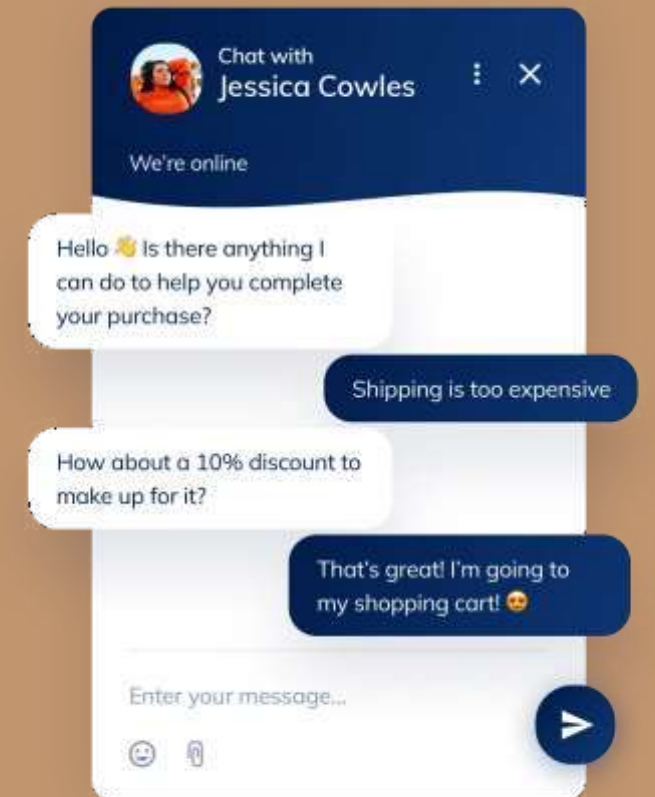 Chat with
Jessica Cowles
We're online
Hello 👋 Is there anything I
can do to help you complete
your purchase?
Shipping is too expensive
How about a 10% discount to
make up for it?
That's great! I'm going to
my shopping cart! 😍
Enter your message...